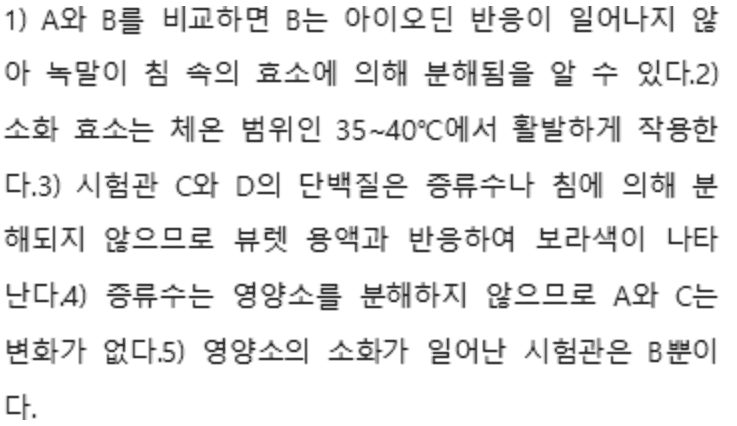 1) A와 B를 비교하면 B는 아이오딘 반응이 일어나지 않
아 녹말이 침 속의 효소에 의해 분해됨을 알 수 있다.2)
소화 효소는 체온 범위인 35~40℃에서 활발하게 작용한
다.3) 시험관 C와 D의 단백질은 증류수나 침에 의해 분
해되지 않으므로 뷰렛 용액과 반응하여 보라색이 나타
난다.4) 증류수는 영양소를 분해하지 않으므로 A와 C는
변화가 없다.5) 영양소의 소화가 일어난 시험관은 B뿐이
다.